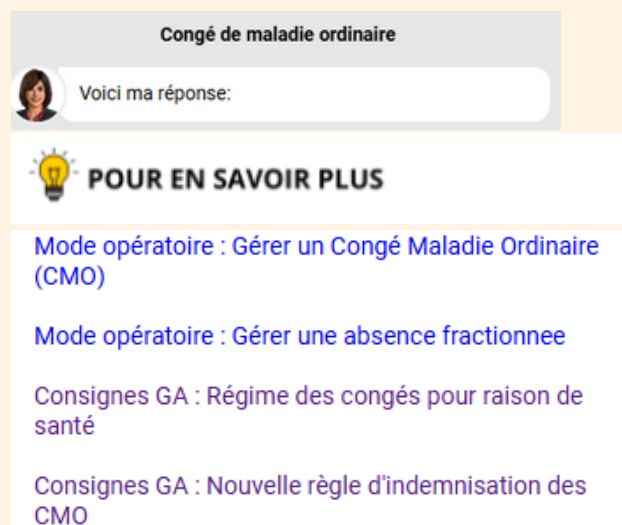 Congé de maladie ordinaire
Voici ma réponse:
POUR EN SAVOIR PLUS
Mode opératoire : Gérer un Congé Maladie Ordinaire
(CMO)
Mode opératoire : Gérer une absence fractionnee
Consignes GA : Régime des congés pour raison de
santé
Consignes GA : Nouvelle règle d'indemnisation des
CMO